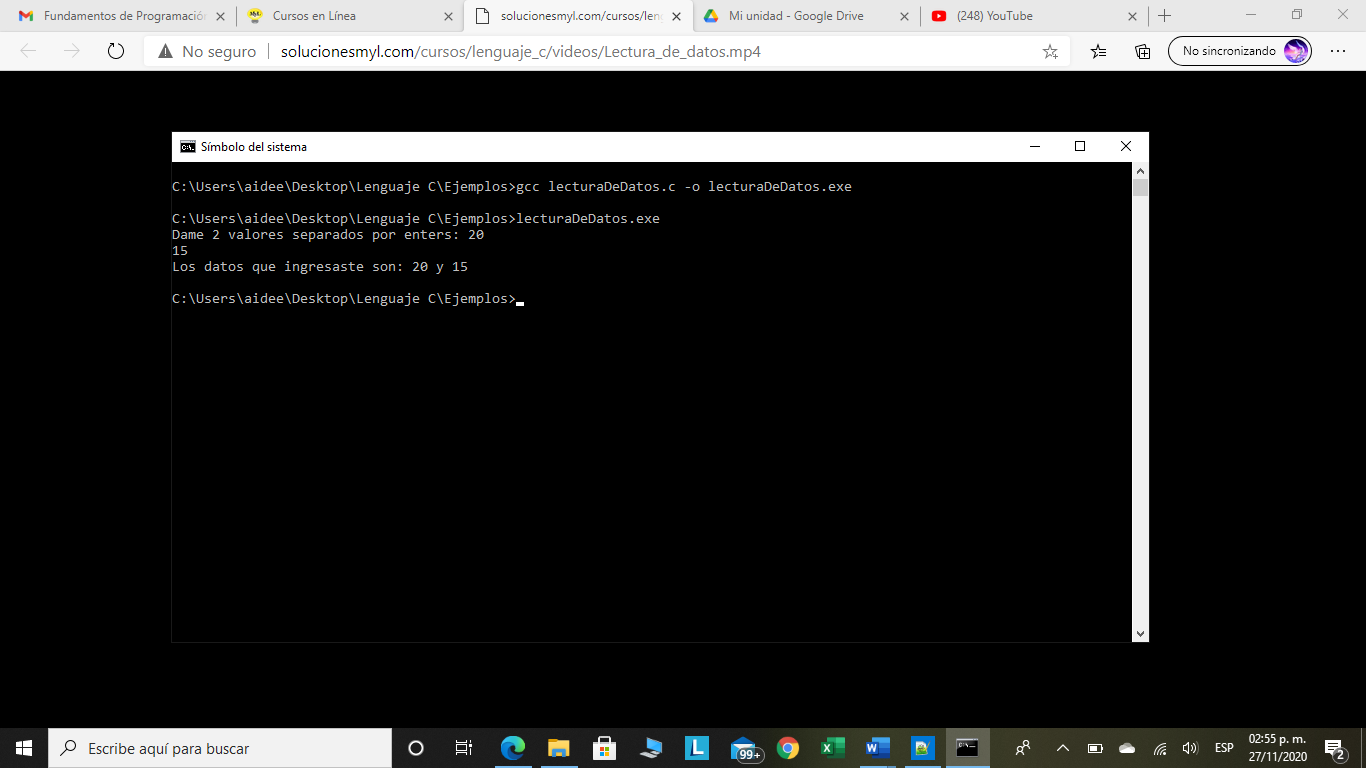 Fundamentos de Programació
Cursos en Línea
solucionesmyl.com/cursos/len
Mi unidad - Google Drive
(248) YouTube
No seguro
solucionesmyl.com/cursos/lenguaje_c/videos/Lectura_de_datos.mp4
No sincronizando
Símbolo del sistema
C:\Users\aidee\Desktop\Lenguaje C\Ejemplos>gcc lecturaDeDatos.c -o lecturaDeDatos.exe
C:\Users\aidee\Desktop\Lenguaje C\Ejemplos>lecturaDeDatos.exe
Dame 2 valores separados por enters: 20
15
Los datos que ingresaste son: 20 y 15
C:\Users\aidee\Desktop\Lenguaje C\Ejemplos>
Escribe aquí para buscar
L
99+
ESP
02:55 p. m.
27/11/2020
2